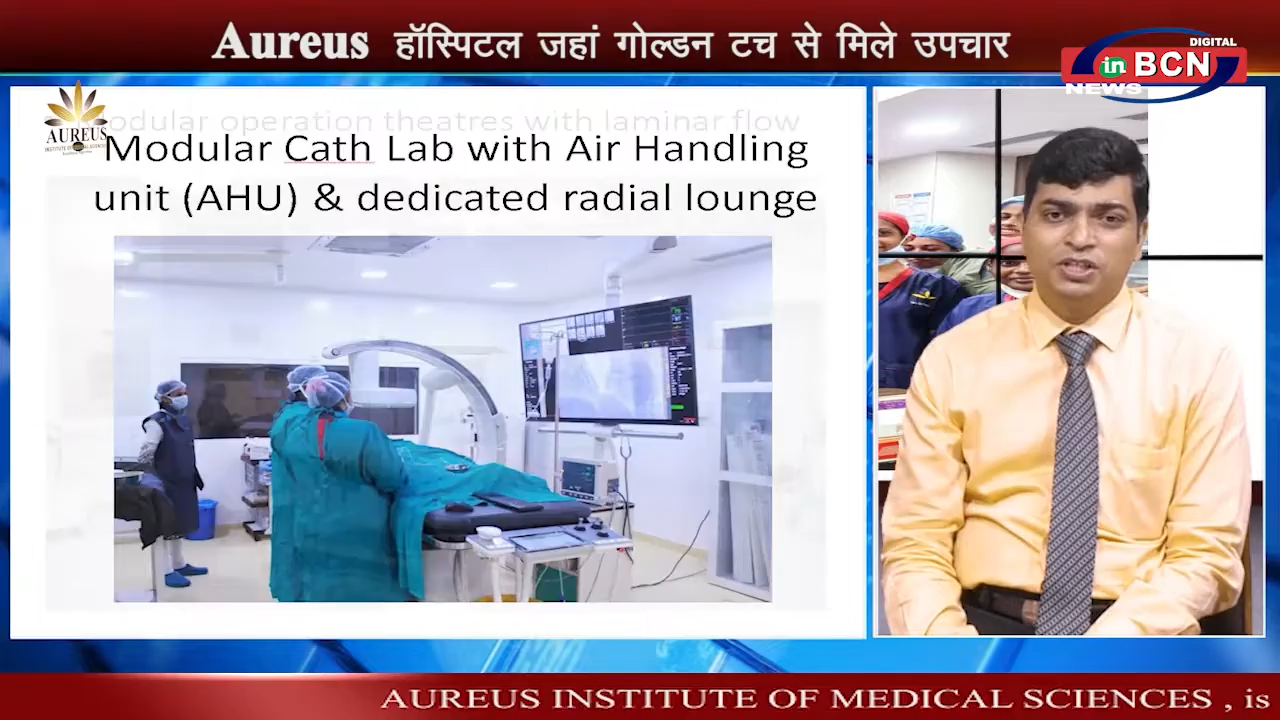 Aureus हॉस्पिटल जहां गोल्डन टच से मिले उपचार
DIGITAL
in BCN
NEWS
AUREUS
odular operation theatres with laminar flow
Modular Cath Lab with Air Handling
unit (AHU) & dedicated radial lounge
AUREUS INSTITUTE OF MEDICAL SCIENCES , is